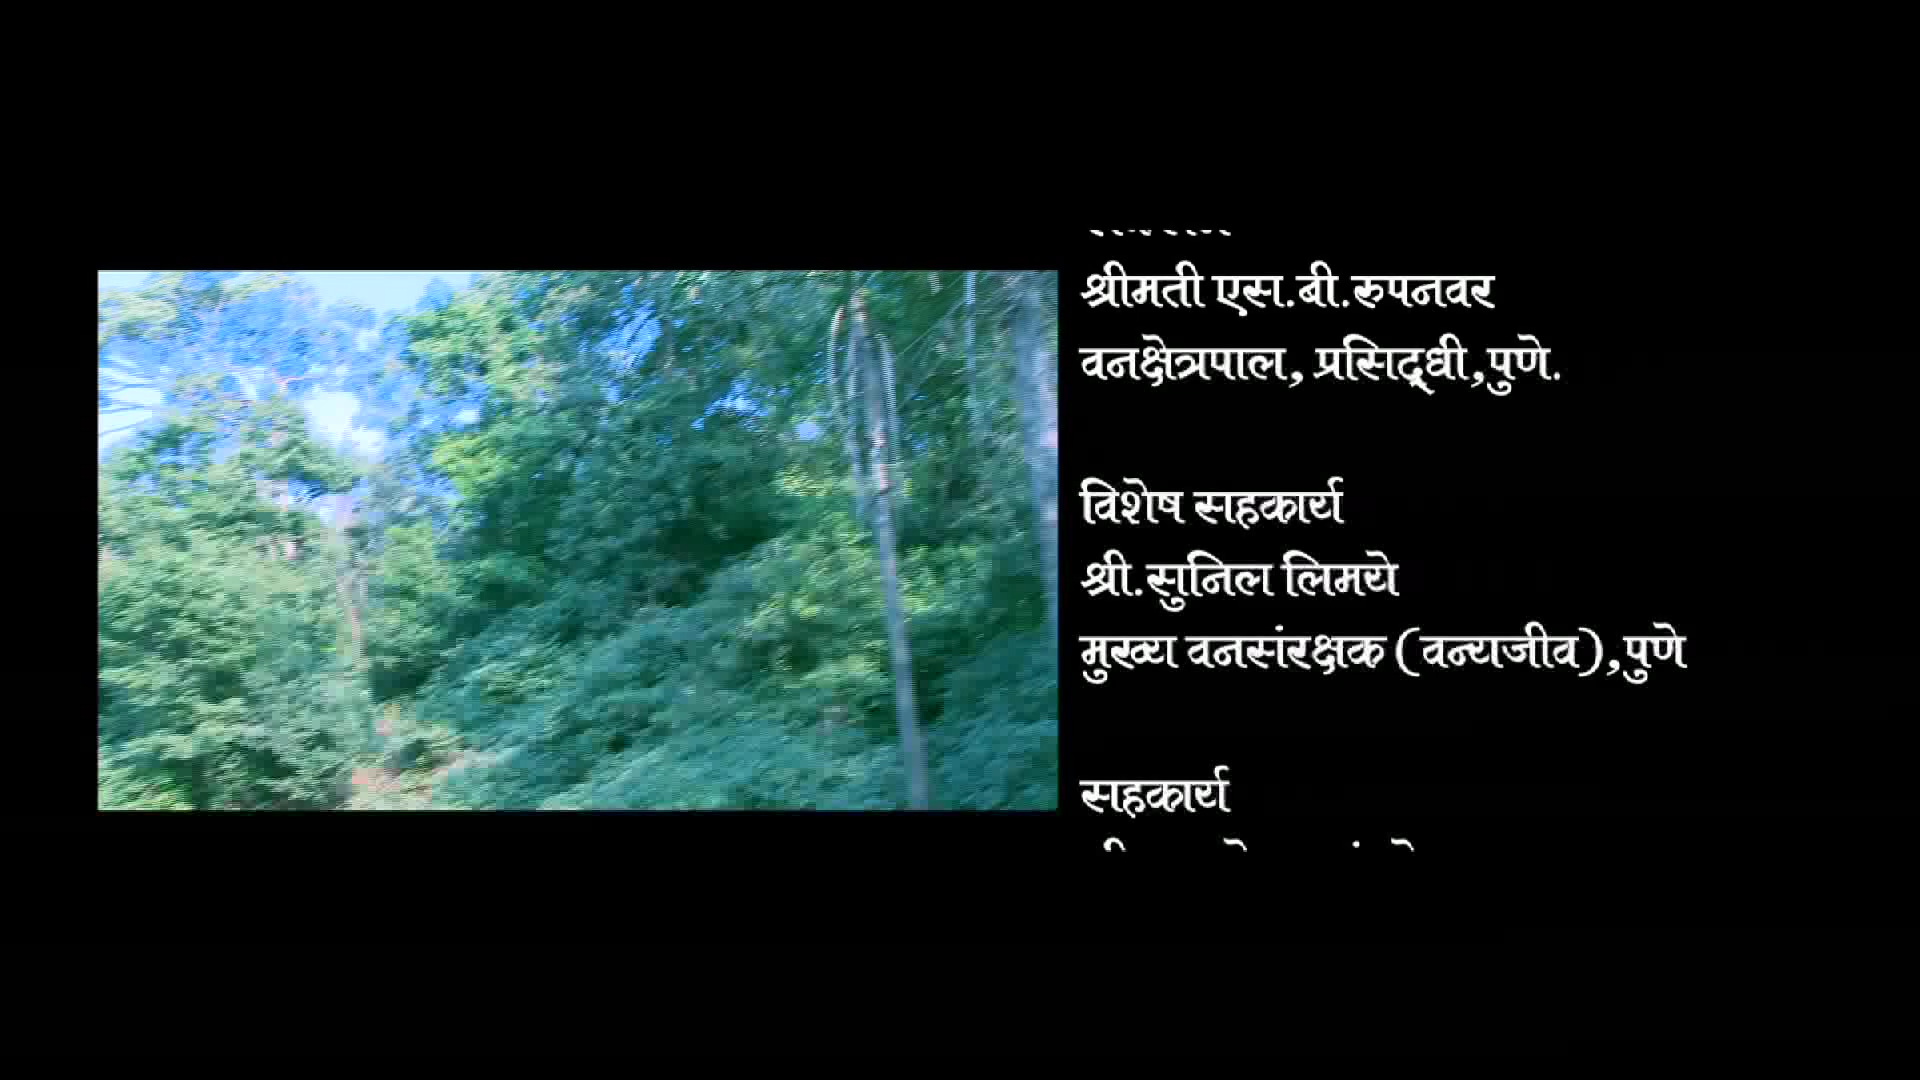 श्रीमती एस.बी.रुपनवर
वनक्षेत्रपाल, प्रसिद्धी,पुणे.
विशेष सहकार्य
श्री.सुनिल लिमये
मुख्य वनसंरक्षक (वन्यजीव),पुणे
सहकार्य